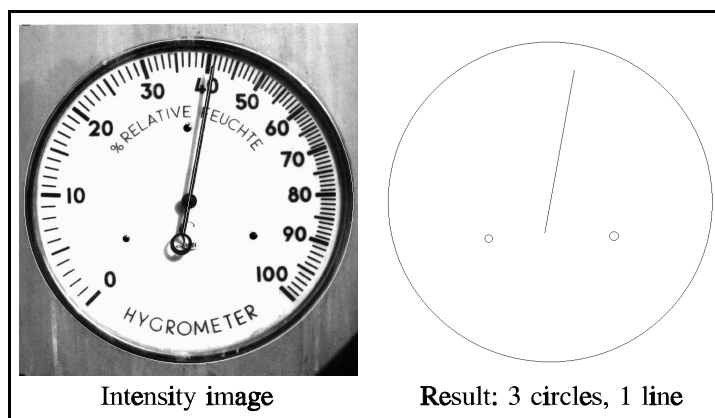 % RELATIVE FEUCHTE
0
10
20
30
40
50
60
70
80
90
100
HYGROMETER
Intensity image
Result: 3 circles, 1 line